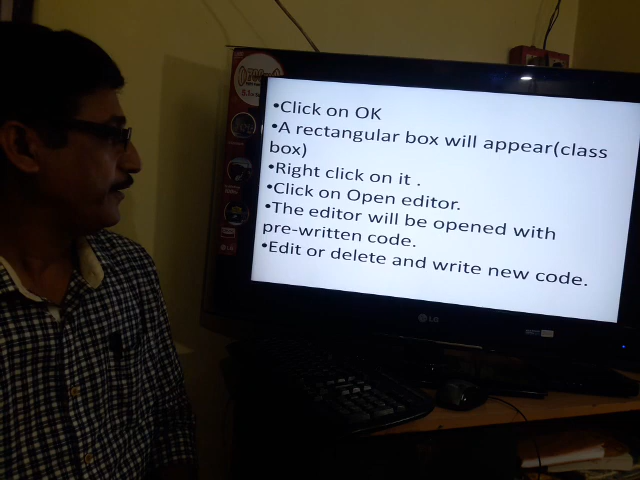 •Click on OK
•A rectangular box will appear(class
box)
•Right click on it .
•Click on Open editor.
•The editor will be opened with
pre-written code.
•Edit or delete and write new code.
LG